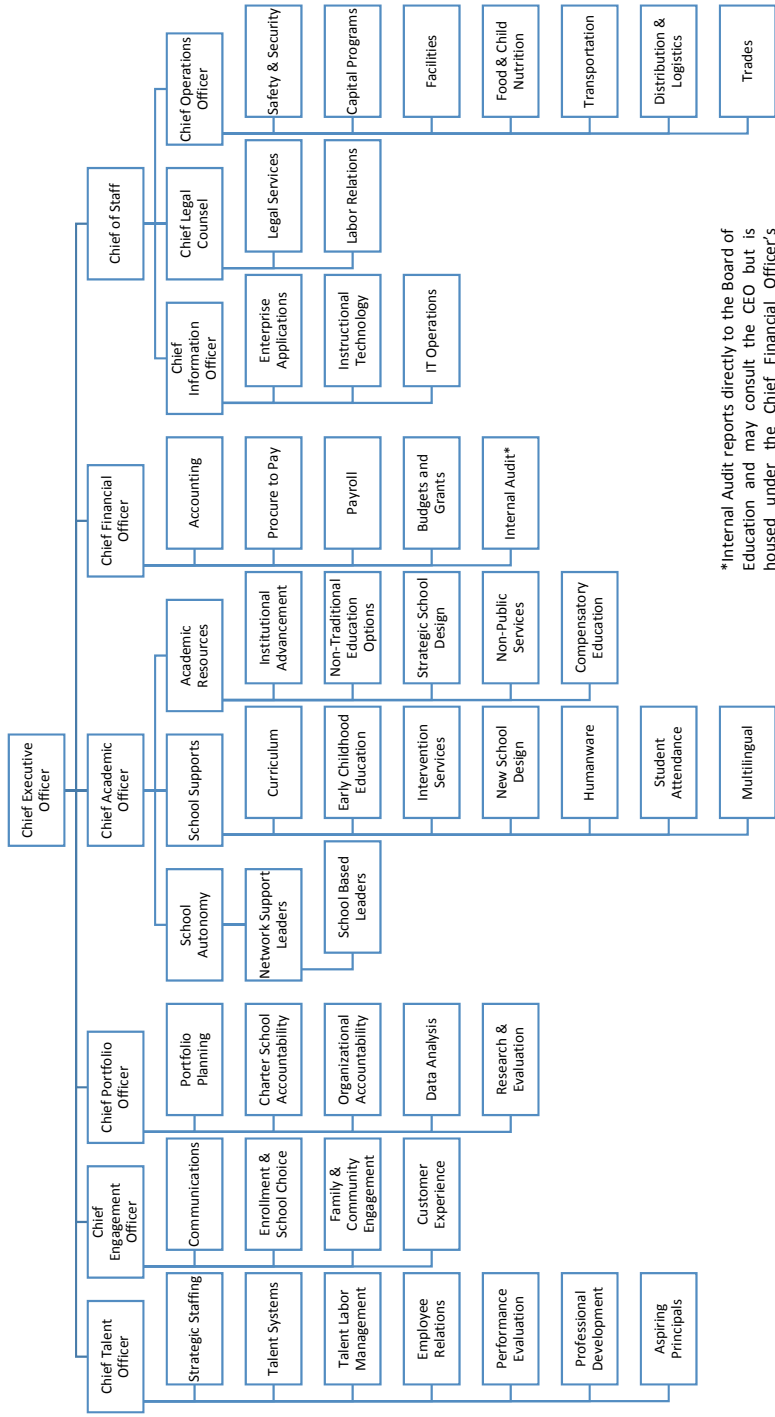 Chief Executive
Officer
Chief Talent
Officer
Strategic Staffing
Talent Systems
Talent Labor
Management
Employee
Relations
Performance
Evaluation
Professional
Development
Aspiring
Principals
Chief
Engagement
Officer
Communications
Enrollment &
School Choice
Family &
Community
Engagement
Customer
Experience
Chief Portfolio
Officer
Portfolio
Planning
Charter School
Accountability
Organizational
Accountability
Data Analysis
Research &
Evaluation
Chief Academic
Officer
School
Autonomy
Network Support
Leaders
School Based
Leaders
School Supports
Curriculum
Early Childhood
Education
Intervention
Services
New School
Design
Humanware
Student
Attendance
Multilingual
Academic
Resources
Institutional
Advancement
Non-Traditional
Education
Options
Strategic School
Design
Non-Public
Services
Compensatory
Education
Chief Financial
Officer
Accounting
Procure to Pay
Payroll
Budgets and
Grants
Internal Audit*
Chief of Staff
Chief
Information
Officer
Enterprise
Applications
Instructional
Technology
IT Operations
Chief Legal
Counsel
Legal Services
Labor Relations
Chief Operations
Officer
Safety & Security
Capital Programs
Facilities
Food & Child
Nutrition
Transportation
Distribution &
Logistics
Trades
*Internal Audit reports directly to the Board of
Education and may consult the CEO but is
housed under the Chief Financial Officer's